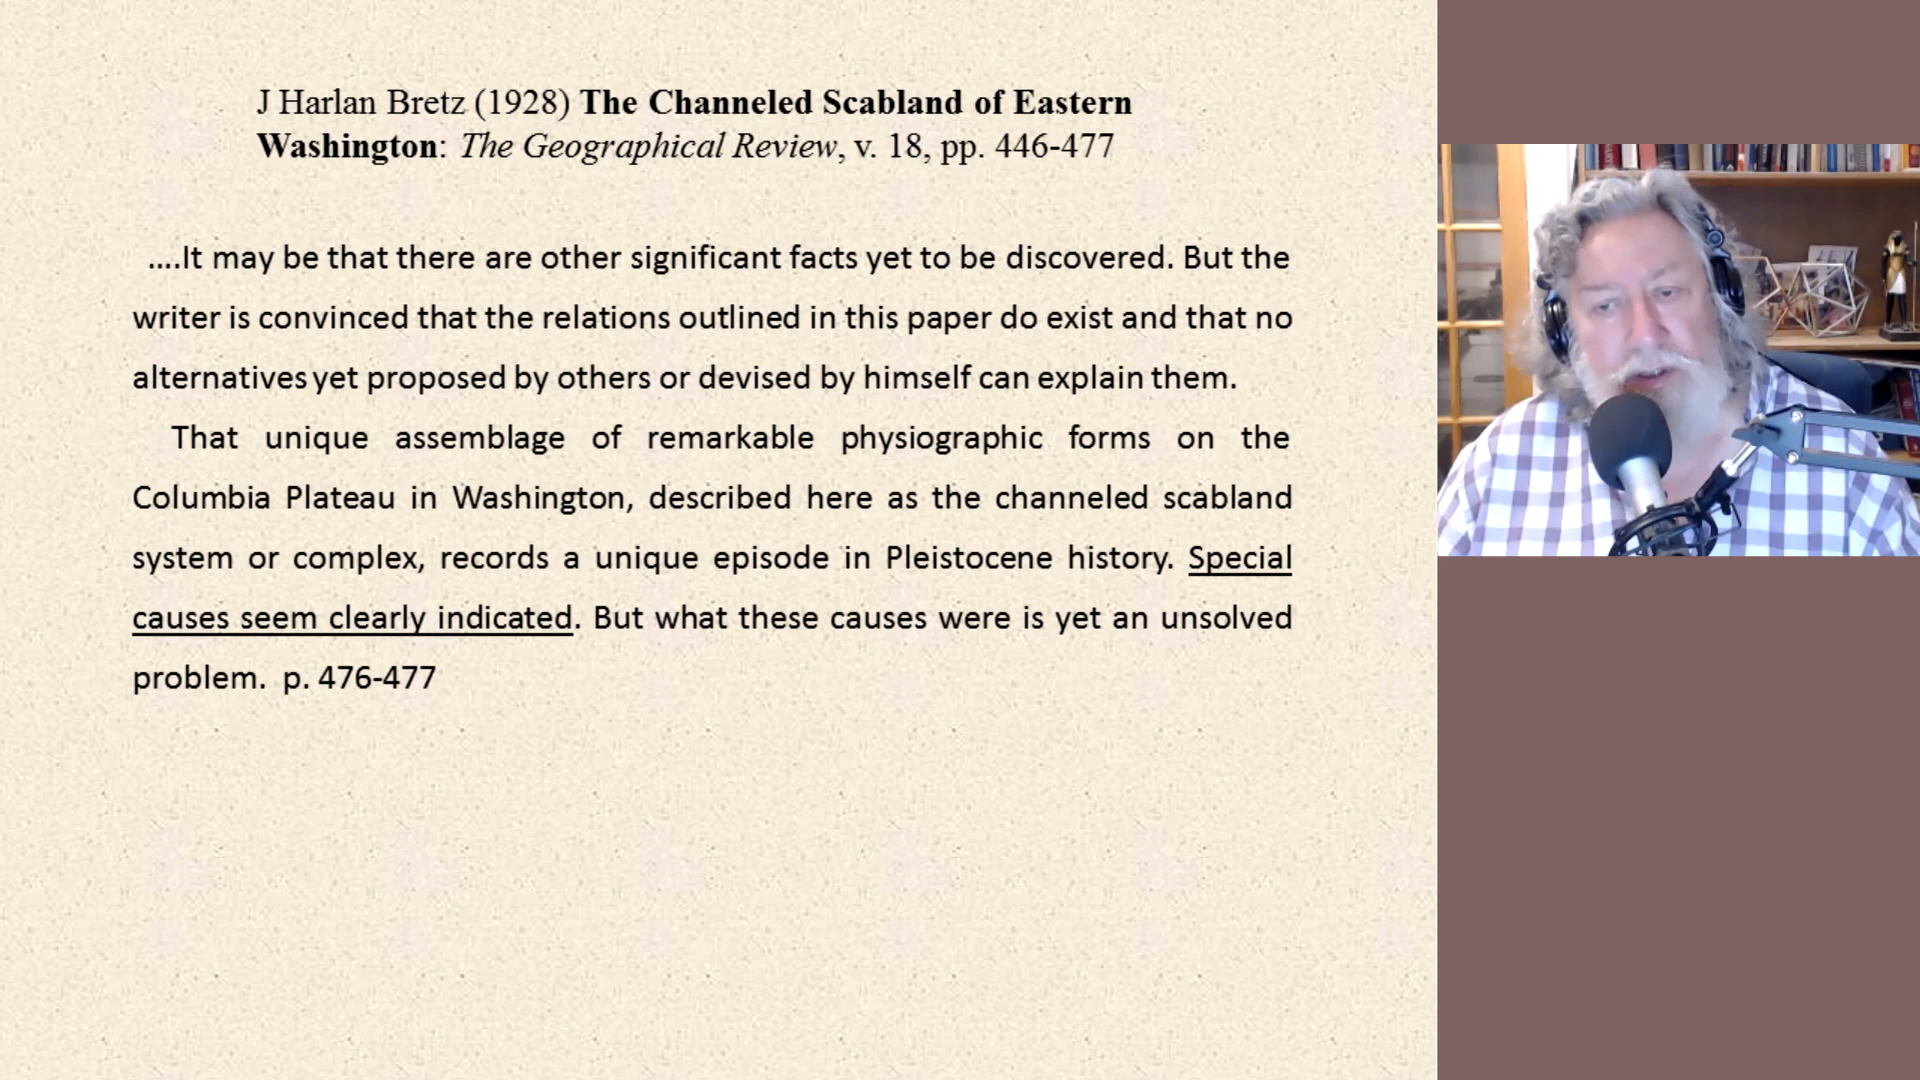 J Harlan Bretz (1928) The Channeled Scabland of Eastern
Washington: The Geographical Review, v. 18, pp. 446-477
....It may be that there are other significant facts yet to be discovered. But the
writer is convinced that the relations outlined in this paper do exist and that no
alternatives yet proposed by others or devised by himself can explain them.
That unique assemblage of remarkable physiographic forms on the
Columbia Plateau in Washington, described here as the channeled scabland
system or complex, records a unique episode in Pleistocene history. Special
causes seem clearly indicated. But what these causes were is yet an unsolved
problem. p. 476-477